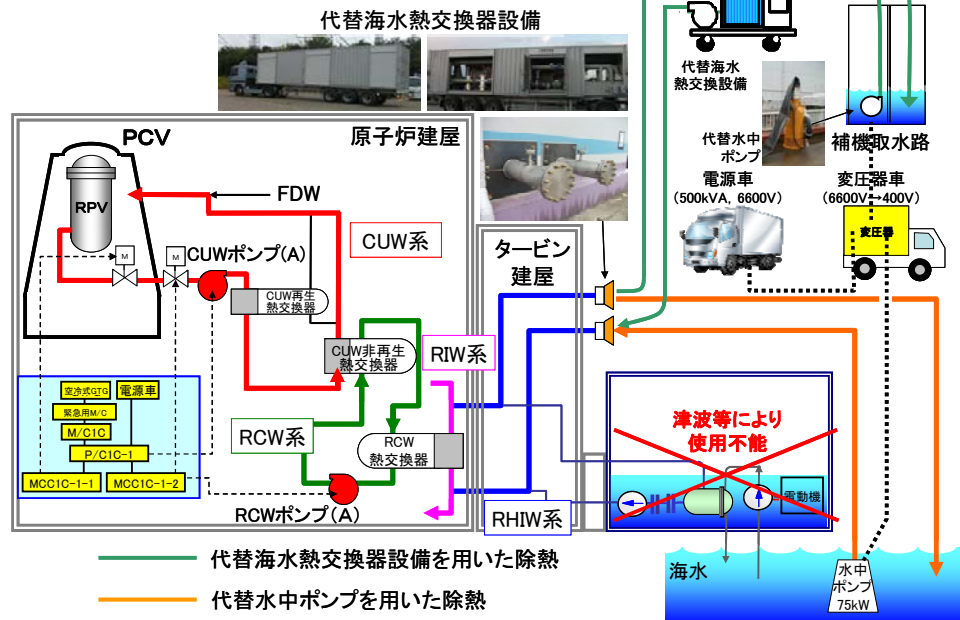 代替海水熱交換器設備
代替海水
熱交換設備
代替水中
ポンプ
補機取水路
電源車
(500kVA, 6600V)
変圧器車
(6600V→400V)
変圧器
原子炉建屋
PCV
RPV
FDW
CUW系
M
M
CUWポンプ(A)
CUW再生
熱交換器
CUW非再生
熱交換器
タービン
建屋
RIW系
RCW系
RCW
熱交換器
RCWポンプ(A)
RHIW系
空冷式GTG
電源車
緊急用M/C
M/C1C
P/C1C-1
MCC1C-1-1
MCC1C-1-2
津波等により
使用不能
電動機
海水
水中
ポンプ
75kW
代替海水熱交換器設備を用いた除熱
代替水中ポンプを用いた除熱